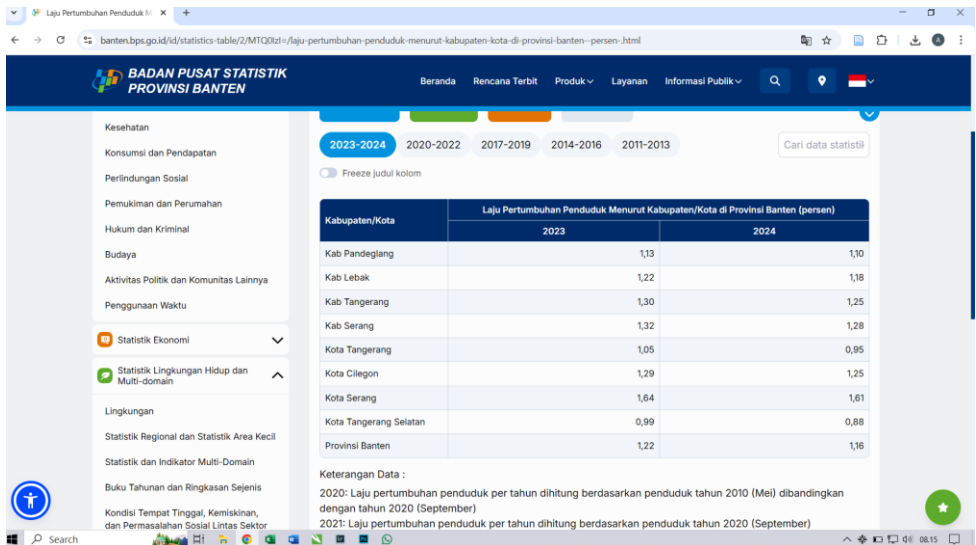 Laju Pertumbuhan Penduduk M
banten.bps.go.id/id/statistics-table/2/MTQ0IzI=/laju-pertumbuhan-penduduk-menurut-kabupaten-kota-di-provinsi-banten--persen-.html
A
BADAN PUSAT STATISTIK
PROVINSI BANTEN
Beranda Rencana Terbit Produk Layanan Informasi Publik
Kesehatan
Konsumsi dan Pendapatan
Perlindungan Sosial
Pemukiman dan Perumahan
Hukum dan Kriminal
Budaya
Aktivitas Politik dan Komunitas Lainnya
Penggunaan Waktu
Statistik Ekonomi
Statistik Lingkungan Hidup dan
Multi-domain
Lingkungan
Statistik Regional dan Statistik Area Kecil
Statistik dan Indikator Multi-Domain
Buku Tahunan dan Ringkasan Sejenis
Kondisi Tempat Tinggal, Kemiskinan,
dan Permasalahan Sosial Lintas Sektor
2023-2024 2020-2022 2017-2019 2014-2016 2011-2013
Cari data statistil
Freeze judul kolom
Kabupaten/Kota
Laju Pertumbuhan Penduduk Menurut Kabupaten/Kota di Provinsi Banten (persen)
2023 2024
Kab Pandeglang 1,13 1,10
Kab Lebak 1,22 1,18
Kab Tangerang 1,30 1,25
Kab Serang 1,32 1,28
Kota Tangerang 1,05 0,95
Kota Cilegon 1,29 1,25
Kota Serang 1,64 1,61
Kota Tangerang Selatan 0,99 0,88
Provinsi Banten 1,22 1,16
Keterangan Data :
2020: Laju pertumbuhan penduduk per tahun dihitung berdasarkan penduduk tahun 2010 (Mei) dibandingkan
dengan tahun 2020 (September)
2021: Laju pertumbuhan penduduk per tahun dihitung berdasarkan penduduk tahun 2020 (September)
Search
08.15